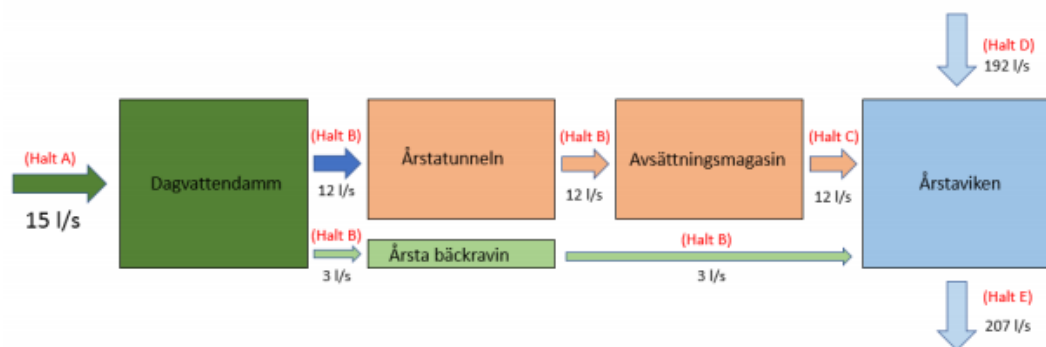 (Halt D)
192 l/s
(Halt A)
15 l/s
Dagvattendamm
(Halt B)
12 l/s
Årstatunneln
(Halt B)
12 l/s
Avsättningsmagasin
(Halt C)
12 l/s
Årstaviken
(Halt B)
3 l/s
Årsta bäckravin
(Halt B)
3 l/s
(Halt E)
207 l/s